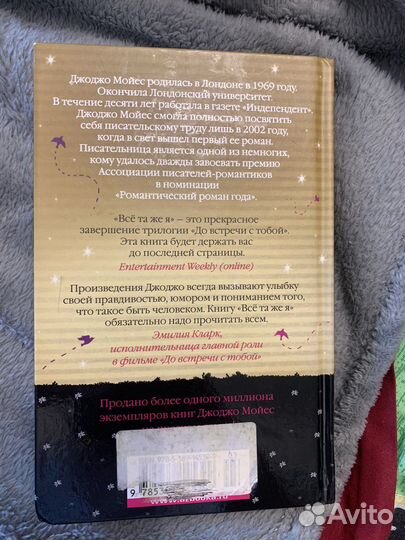 Джоджо Мойес родилась в Лондоне в 1969 году.
Окончила Лондонский университет.
В течение десяти лет работала в газете «Индепендент».
Джоджо Мойес смогла полностью посвятить
себя писательскому труду лишь в 2002 году,
когда в свет вышел первый ее роман.
Писательница является одной из немногих,
кому удалось дважды завоевать премию
Ассоциации писателей-романтиков
в номинации
«Романтический роман года».
«Всё та же я» – это прекрасное
завершение трилогии «До встречи с тобой».
Эта книга будет держать вас
до последней страницы.
Entertainment Weekly (online)
Произведения Джоджо всегда вызывают улыбку
своей правдивостью, юмором и пониманием того,
что такое быть человеком. Книгу «Всё та же я»
обязательно надо прочитать всем.
Эмилия Кларк,
исполнительница главной роли
в фильме «До встречи с тобой»
Продано более одного миллиона
экземпляров книг Джоджо Мойес
9 785
Avito